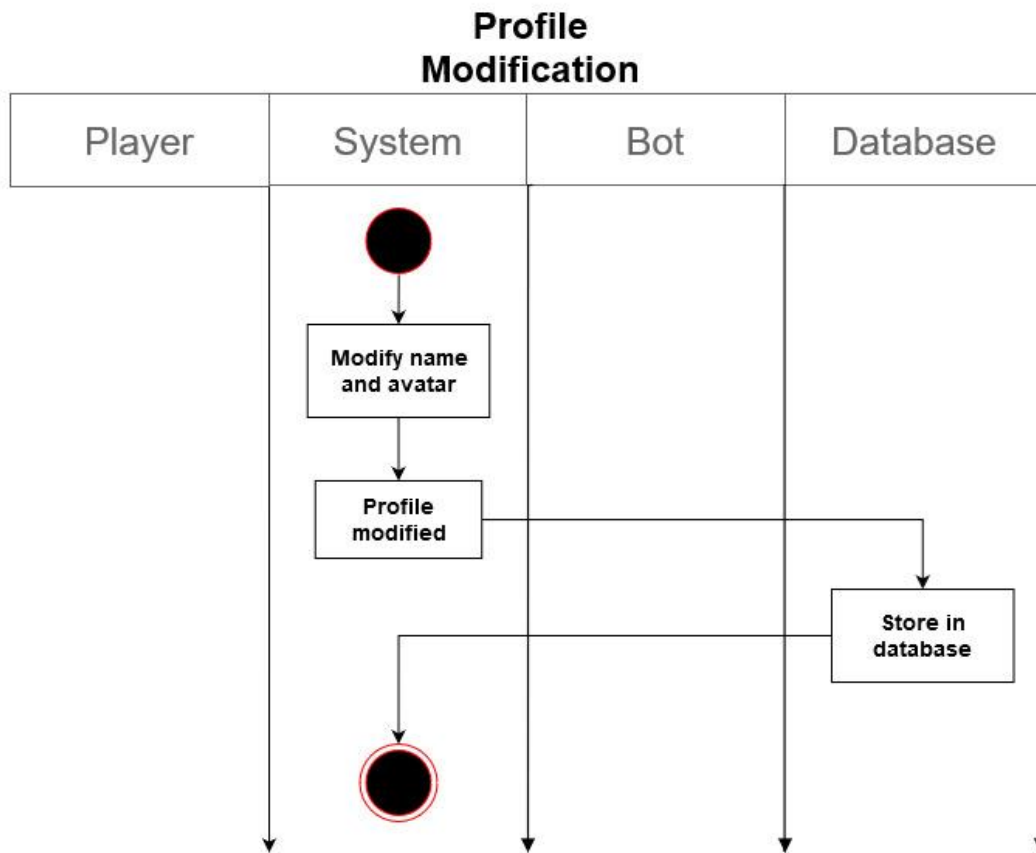 Profile
Modification
Player
System
Bot
Database
Modify name
and avatar
Profile
modified
Store in
database